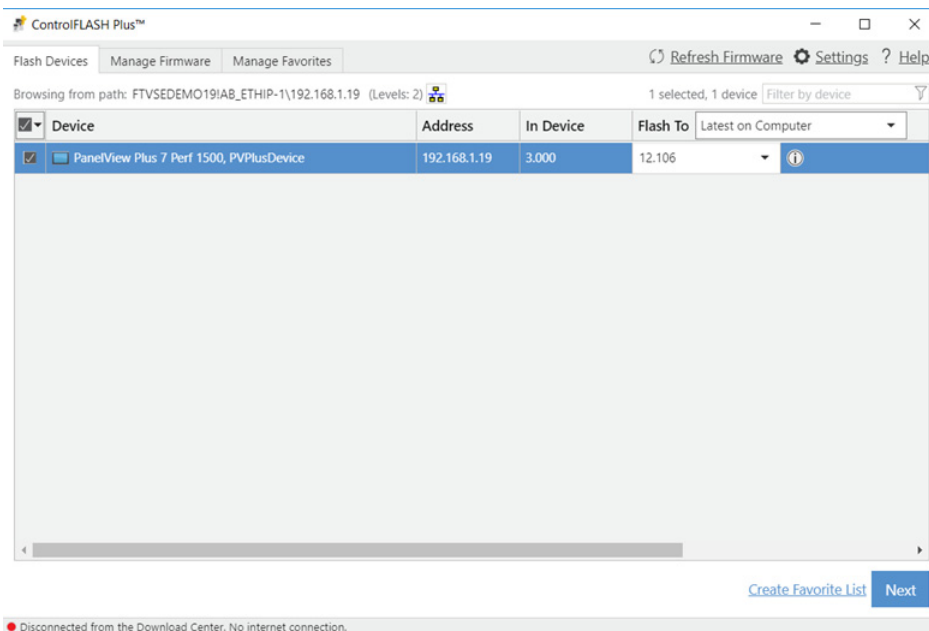 ControlFLASH Plus™
Flash Devices Manage Firmware Manage Favorites Refresh Firmware Settings ? Help
Browsing from path: FTVSEDEMO19!AB_ETHIP-1\192.168.1.19 (Levels: 2) 1 selected, 1 device Filter by device
Device Address In Device Flash To Latest on Computer
PanelView Plus 7 Perf 1500, PVPlusDevice 192.168.1.19 3.000 12.106
Create Favorite List Next
Disconnected from the Download Center. No internet connection.